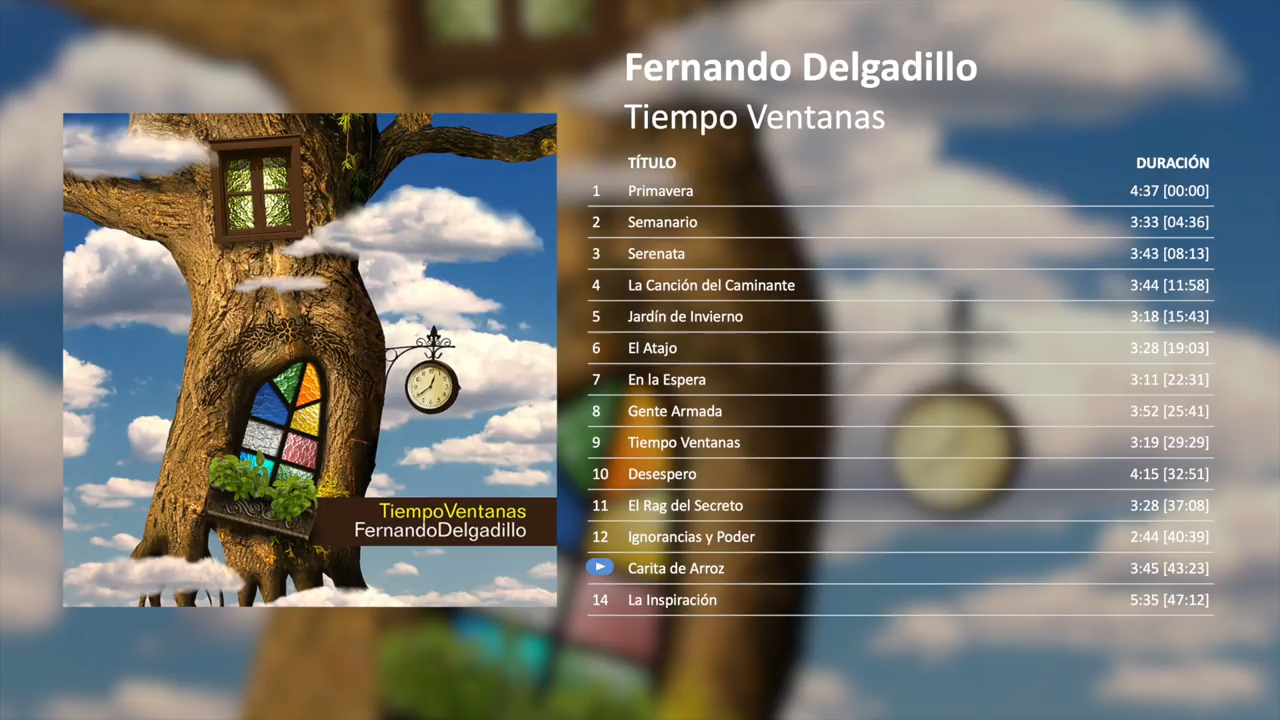 Fernando Delgadillo
Tiempo Ventanas
TÍTULO DURACIÓN
1 Primavera 4:37 [00:00]
2 Semanario 3:33 [04:36]
3 Serenata 3:43 [08:13]
4 La Canción del Caminante 3:44 [11:58]
5 Jardín de Invierno 3:18 [15:43]
6 El Atajo 3:28 [19:03]
7 En la Espera 3:11 [22:31]
8 Gente Armada 3:52 [25:41]
9 Tiempo Ventanas 3:19 [29:29]
10 Desespero 4:15 [32:51]
11 El Rag del Secreto 3:28 [37:08]
12 Ignorancias y Poder 2:44 [40:39]
Carita de Arroz 3:45 [43:23]
14 La Inspiración 5:35 [47:12]
TiempoVentanas
FernandoDelgadillo